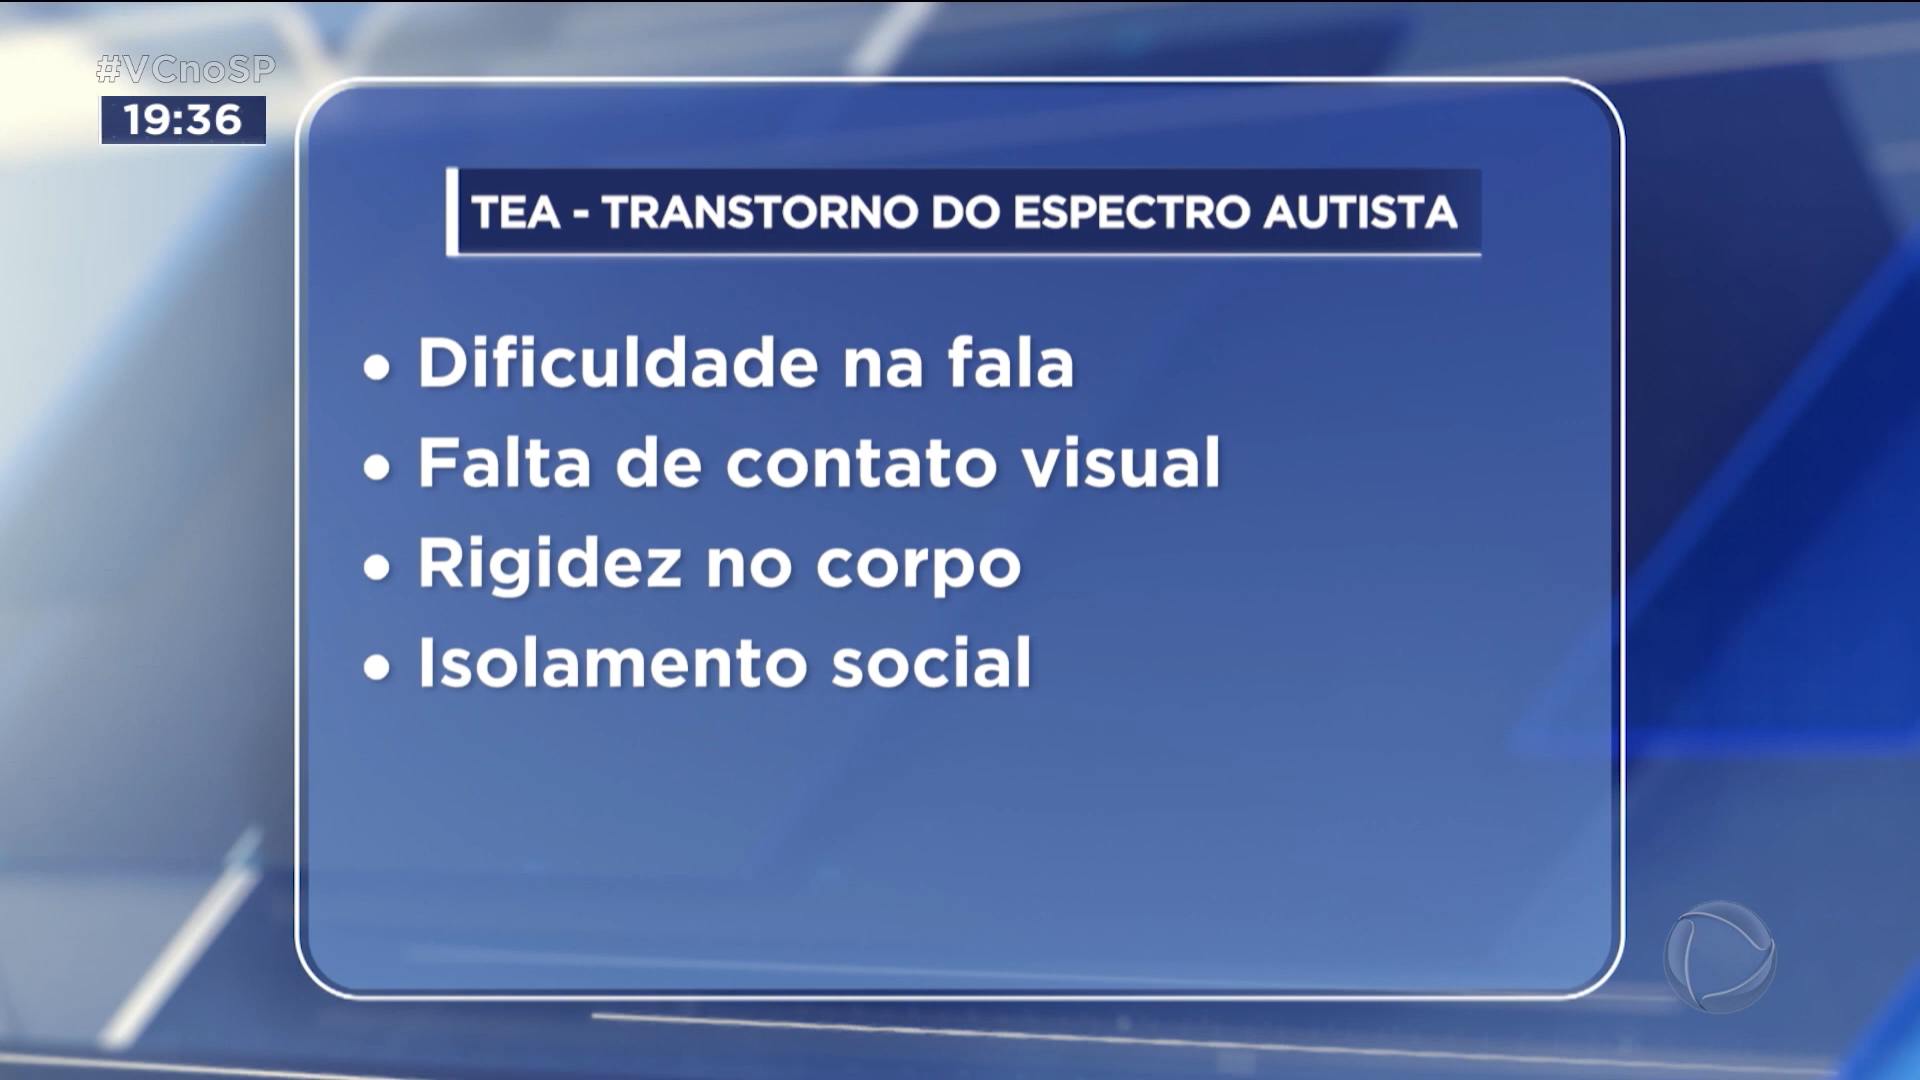 #VCnoSP
19:36
TEA - TRANSTORNO DO ESPECTRO AUTISTA
• Dificuldade na fala
• Falta de contato visual
• Rigidez no corpo
• Isolamento social